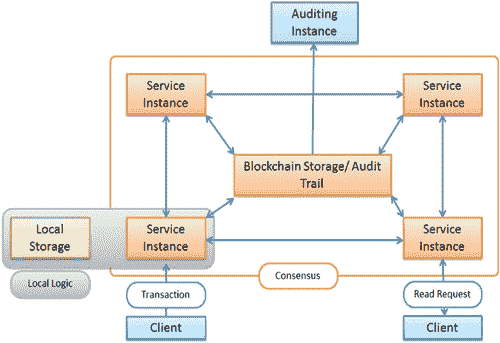 Auditing
Instance
Service
Instance
Service
Instance
Blockchain Storage/ Audit
Trail
Local
Storage
Service
Instance
Service
Instance
Local Logic
Consensus
Transaction
Read Request
Client
Client